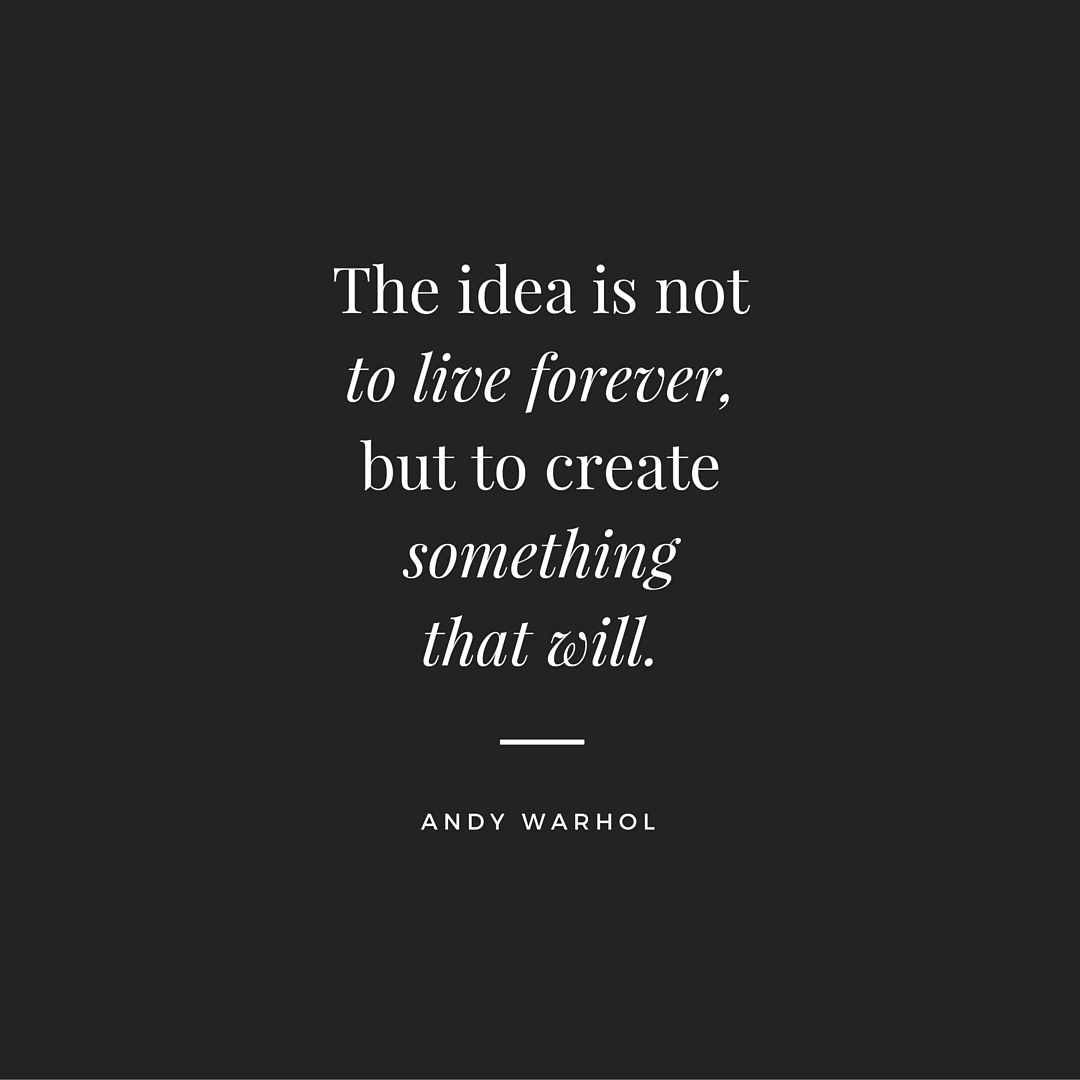 The idea is not
to live forever,
but to create
something
that will.
ANDY WARHOL